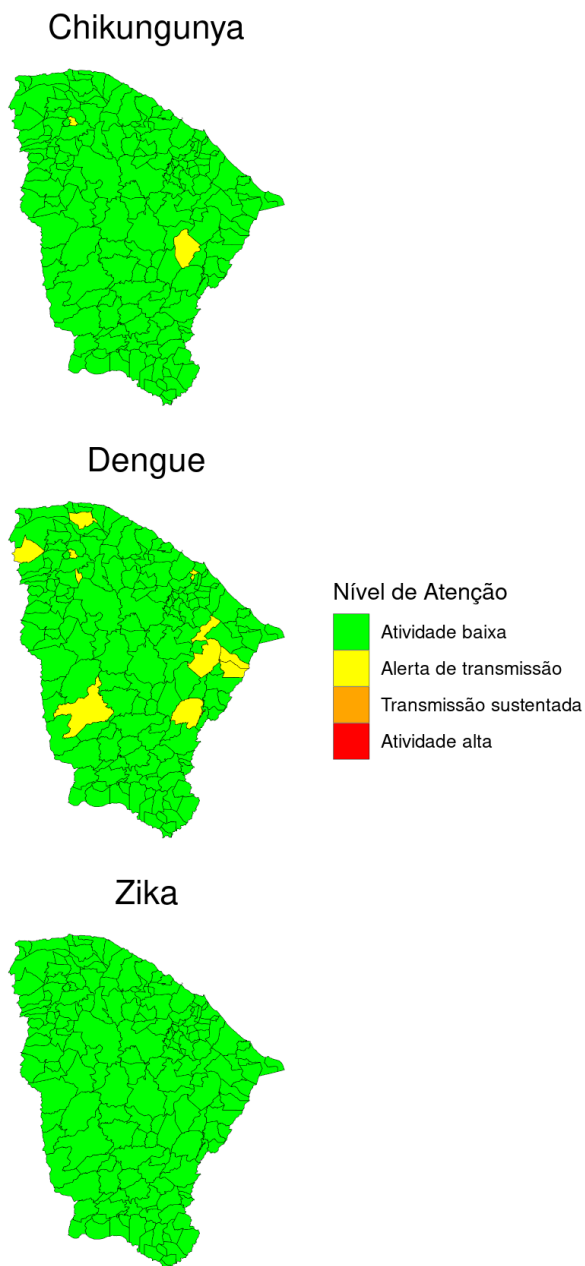 Chikungunya
Dengue
Nível de Atenção
Atividade baixa
Alerta de transmissão
Transmissão sustentada
Atividade alta
Zika